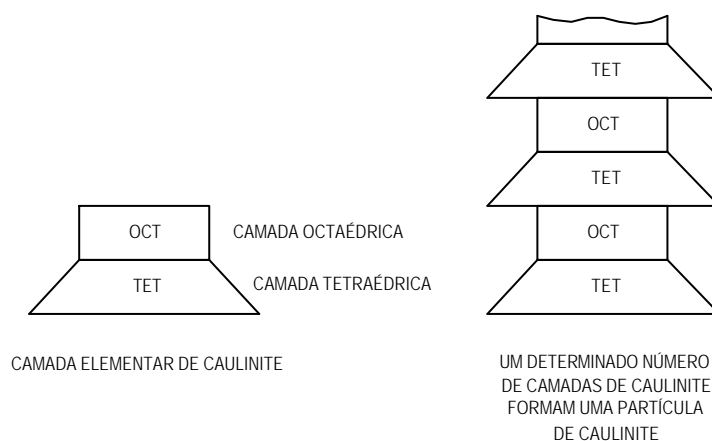 OCT
CAMADA OCTAÉDRICA
TET
CAMADA TETRAÉDRICA
CAMADA ELEMENTAR DE CAULINITE
TET
OCT
TET
OCT
TET
UM DETERMINADO NÚMERO
DE CAMADAS DE CAULINITE
FORMAM UMA PARTÍCULA
DE CAULINITE